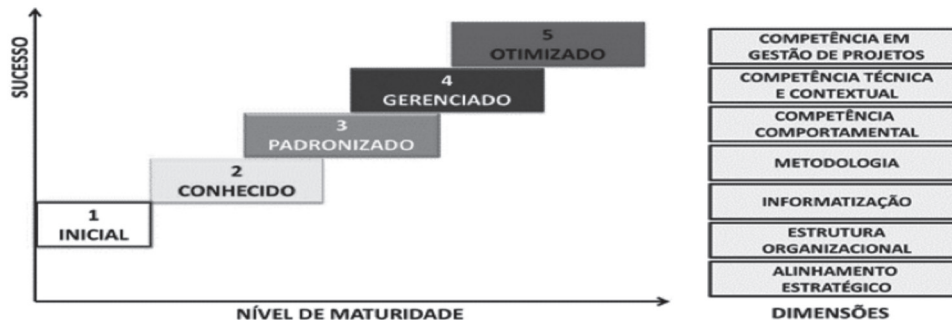 SUCESSO
5
OTIMIZADO
4
GERENCIADO
3
PADRONIZADO
2
CONHECIDO
1
INICIAL
NÍVEL DE MATURIDADE
COMPETÊNCIA EM
GESTÃO DE PROJETOS
COMPETÊNCIA TÉCNICA
E CONTEXTUAL
COMPETÊNCIA
COMPORTAMENTAL
METODOLOGIA
INFORMATIZAÇÃO
ESTRUTURA
ORGANIZACIONAL
ALINHAMENTO
ESTRATÉGICO
DIMENSÕES